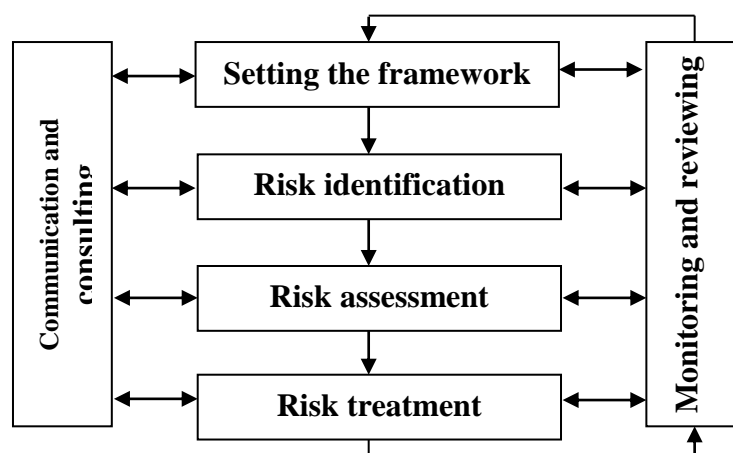 Setting the framework
Risk identification
Risk assessment
Risk treatment
Communication and
consulting
Monitoring and reviewing